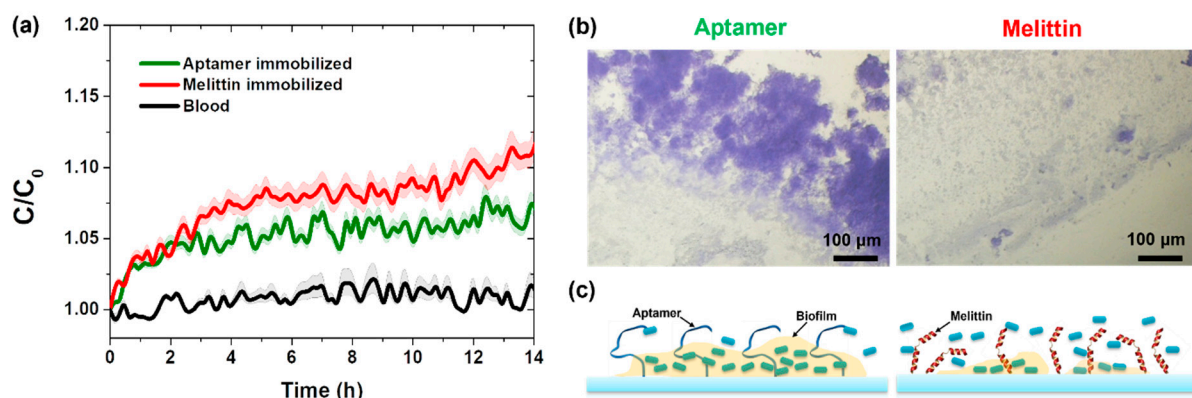 (a)
1.20
1.15
1.10
1.05
1.00
C/C0
Aptamer immobilized
Melittin immobilized
Blood
0 2 4 6 8 10 12 14
Time (h)
(b)
Aptamer
Melittin
100 µm
100 µm
(c)
Aptamer
Biofilm
Melittin